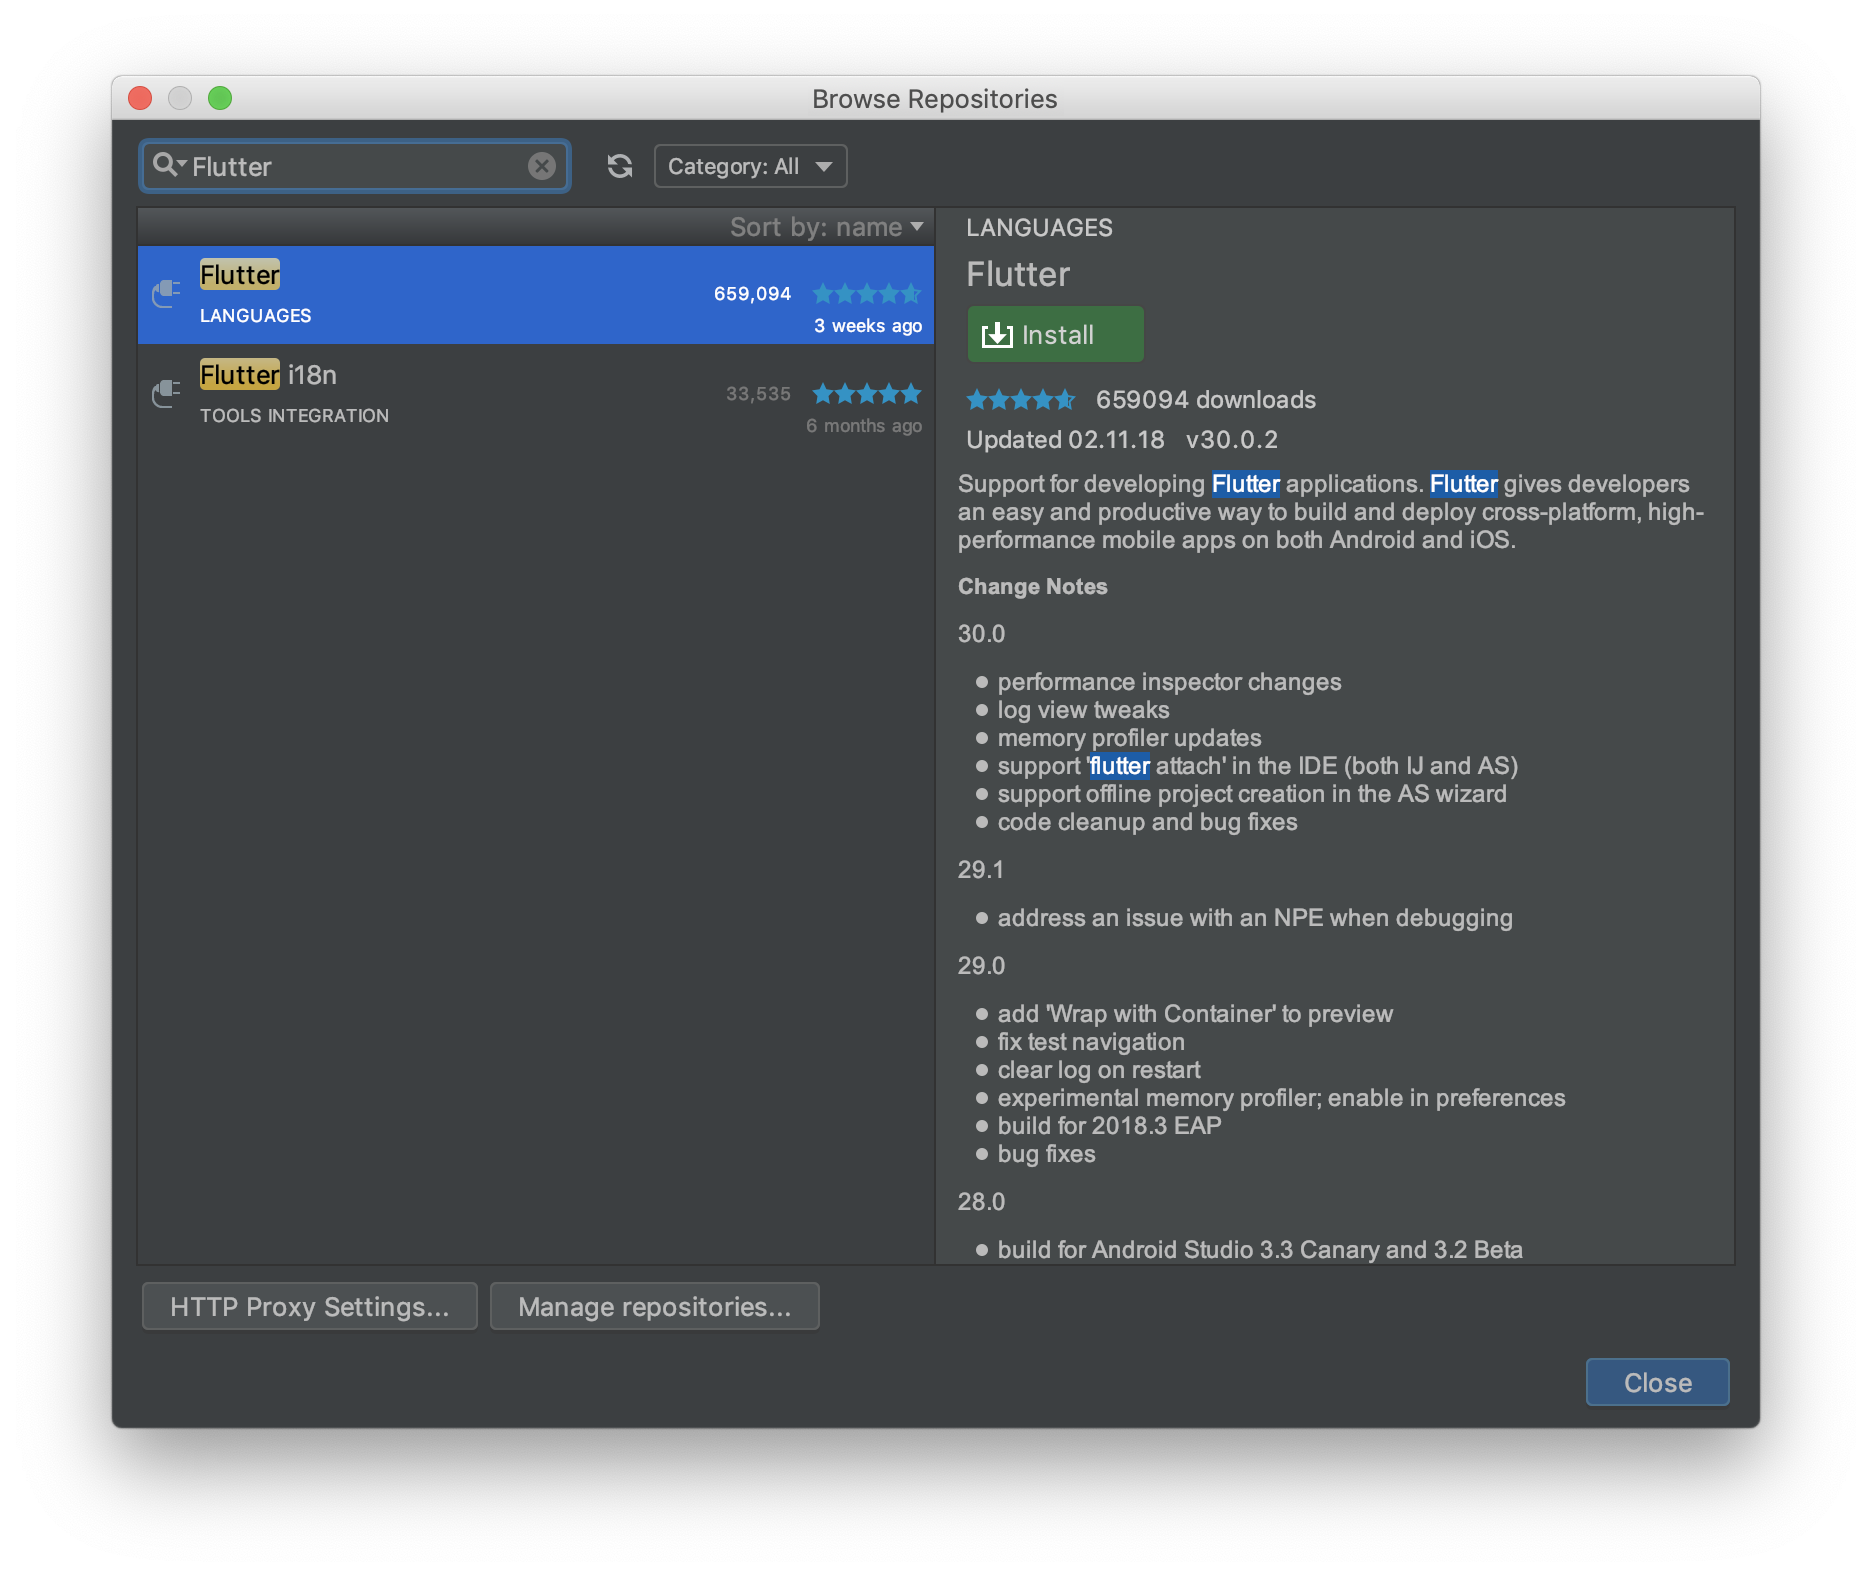 Browse Repositories
Flutter
Category: All
Sort by: name
Flutter
LANGUAGES
659,094
3 weeks ago
Flutter i18n
TOOLS INTEGRATION
33,535
6 months ago
LANGUAGES
Flutter
Install
659094 downloads
Updated 02.11.18 v30.0.2
Support for developing Flutter applications. Flutter gives developers
an easy and productive way to build and deploy cross-platform, high-
performance mobile apps on both Android and iOS.
Change Notes
30.0
performance inspector changes
log view tweaks
memory profiler updates
support 'flutter attach' in the IDE (both IJ and AS)
support offline project creation in the AS wizard
code cleanup and bug fixes
29.1
address an issue with an NPE when debugging
29.0
add 'Wrap with Container' to preview
fix test navigation
clear log on restart
experimental memory profiler; enable in preferences
build for 2018.3 EAP
bug fixes
28.0
build for Android Studio 3.3 Canary and 3.2 Beta
HTTP Proxy Settings...
Manage repositories...
Close